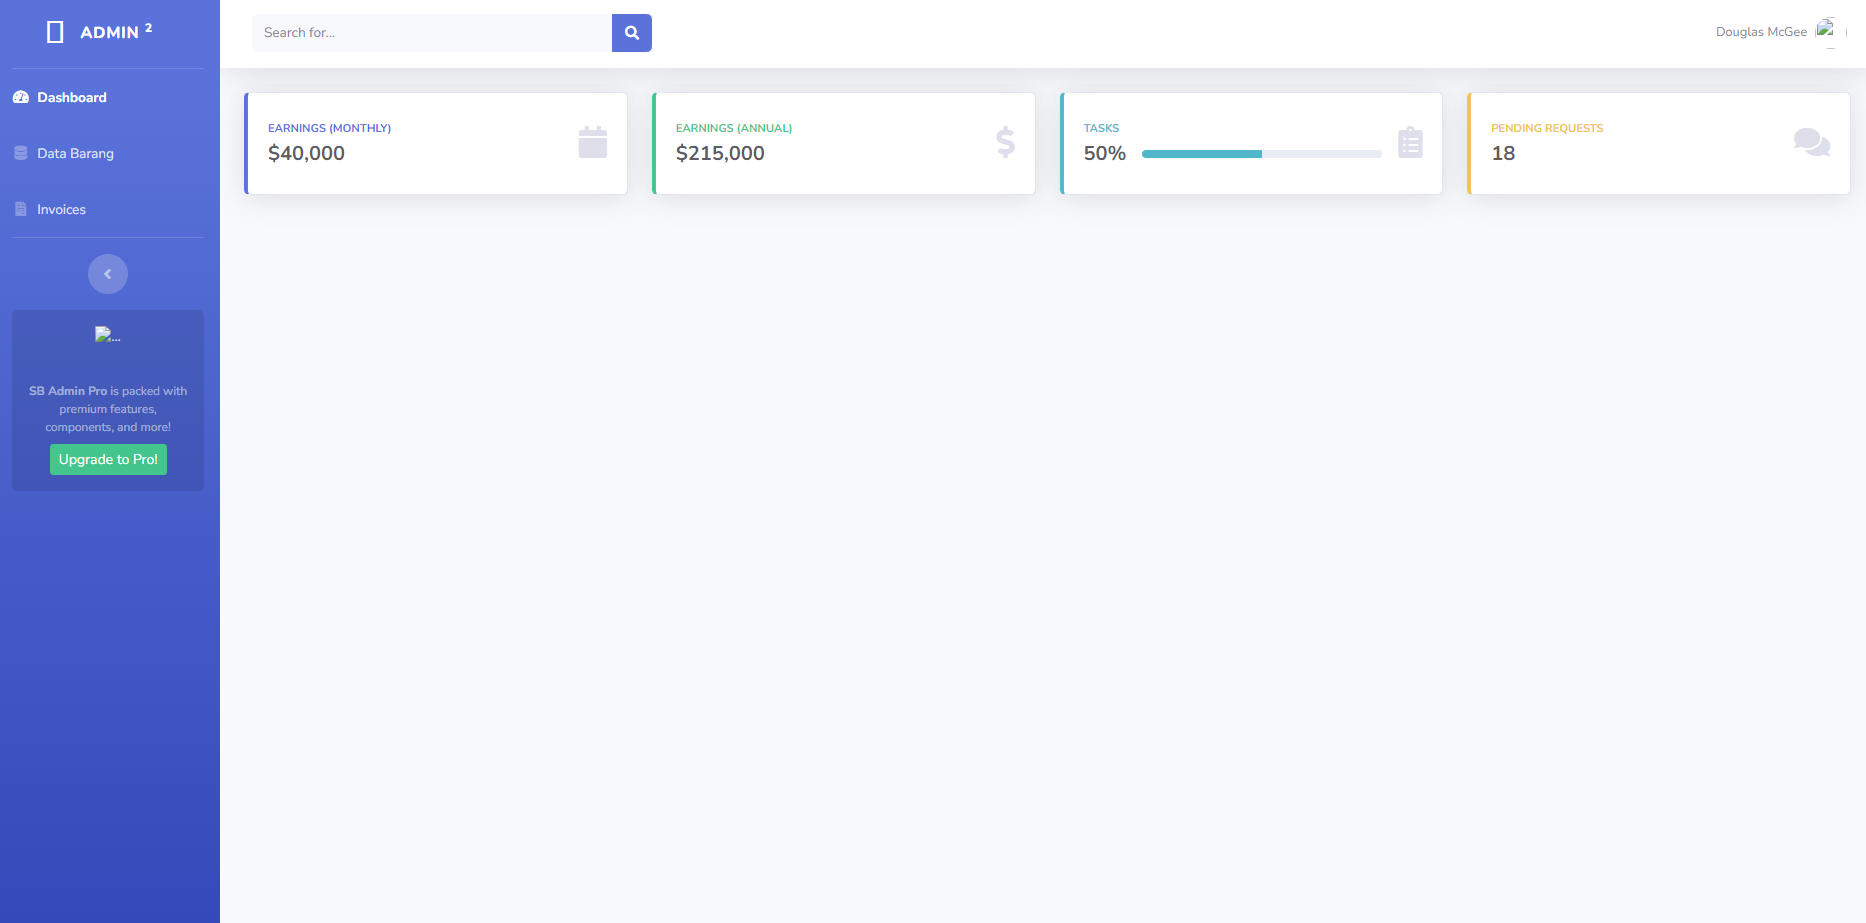 ADMIN 2
Dashboard
Data Barang
Invoices
...
SB Admin Pro is packed with
premium features,
components, and more!
Upgrade to Pro!
Search for...
Douglas McGee
EARNINGS (MONTHLY)
$40,000
EARNINGS (ANNUAL)
$215,000
TASKS
50%
PENDING REQUESTS
18